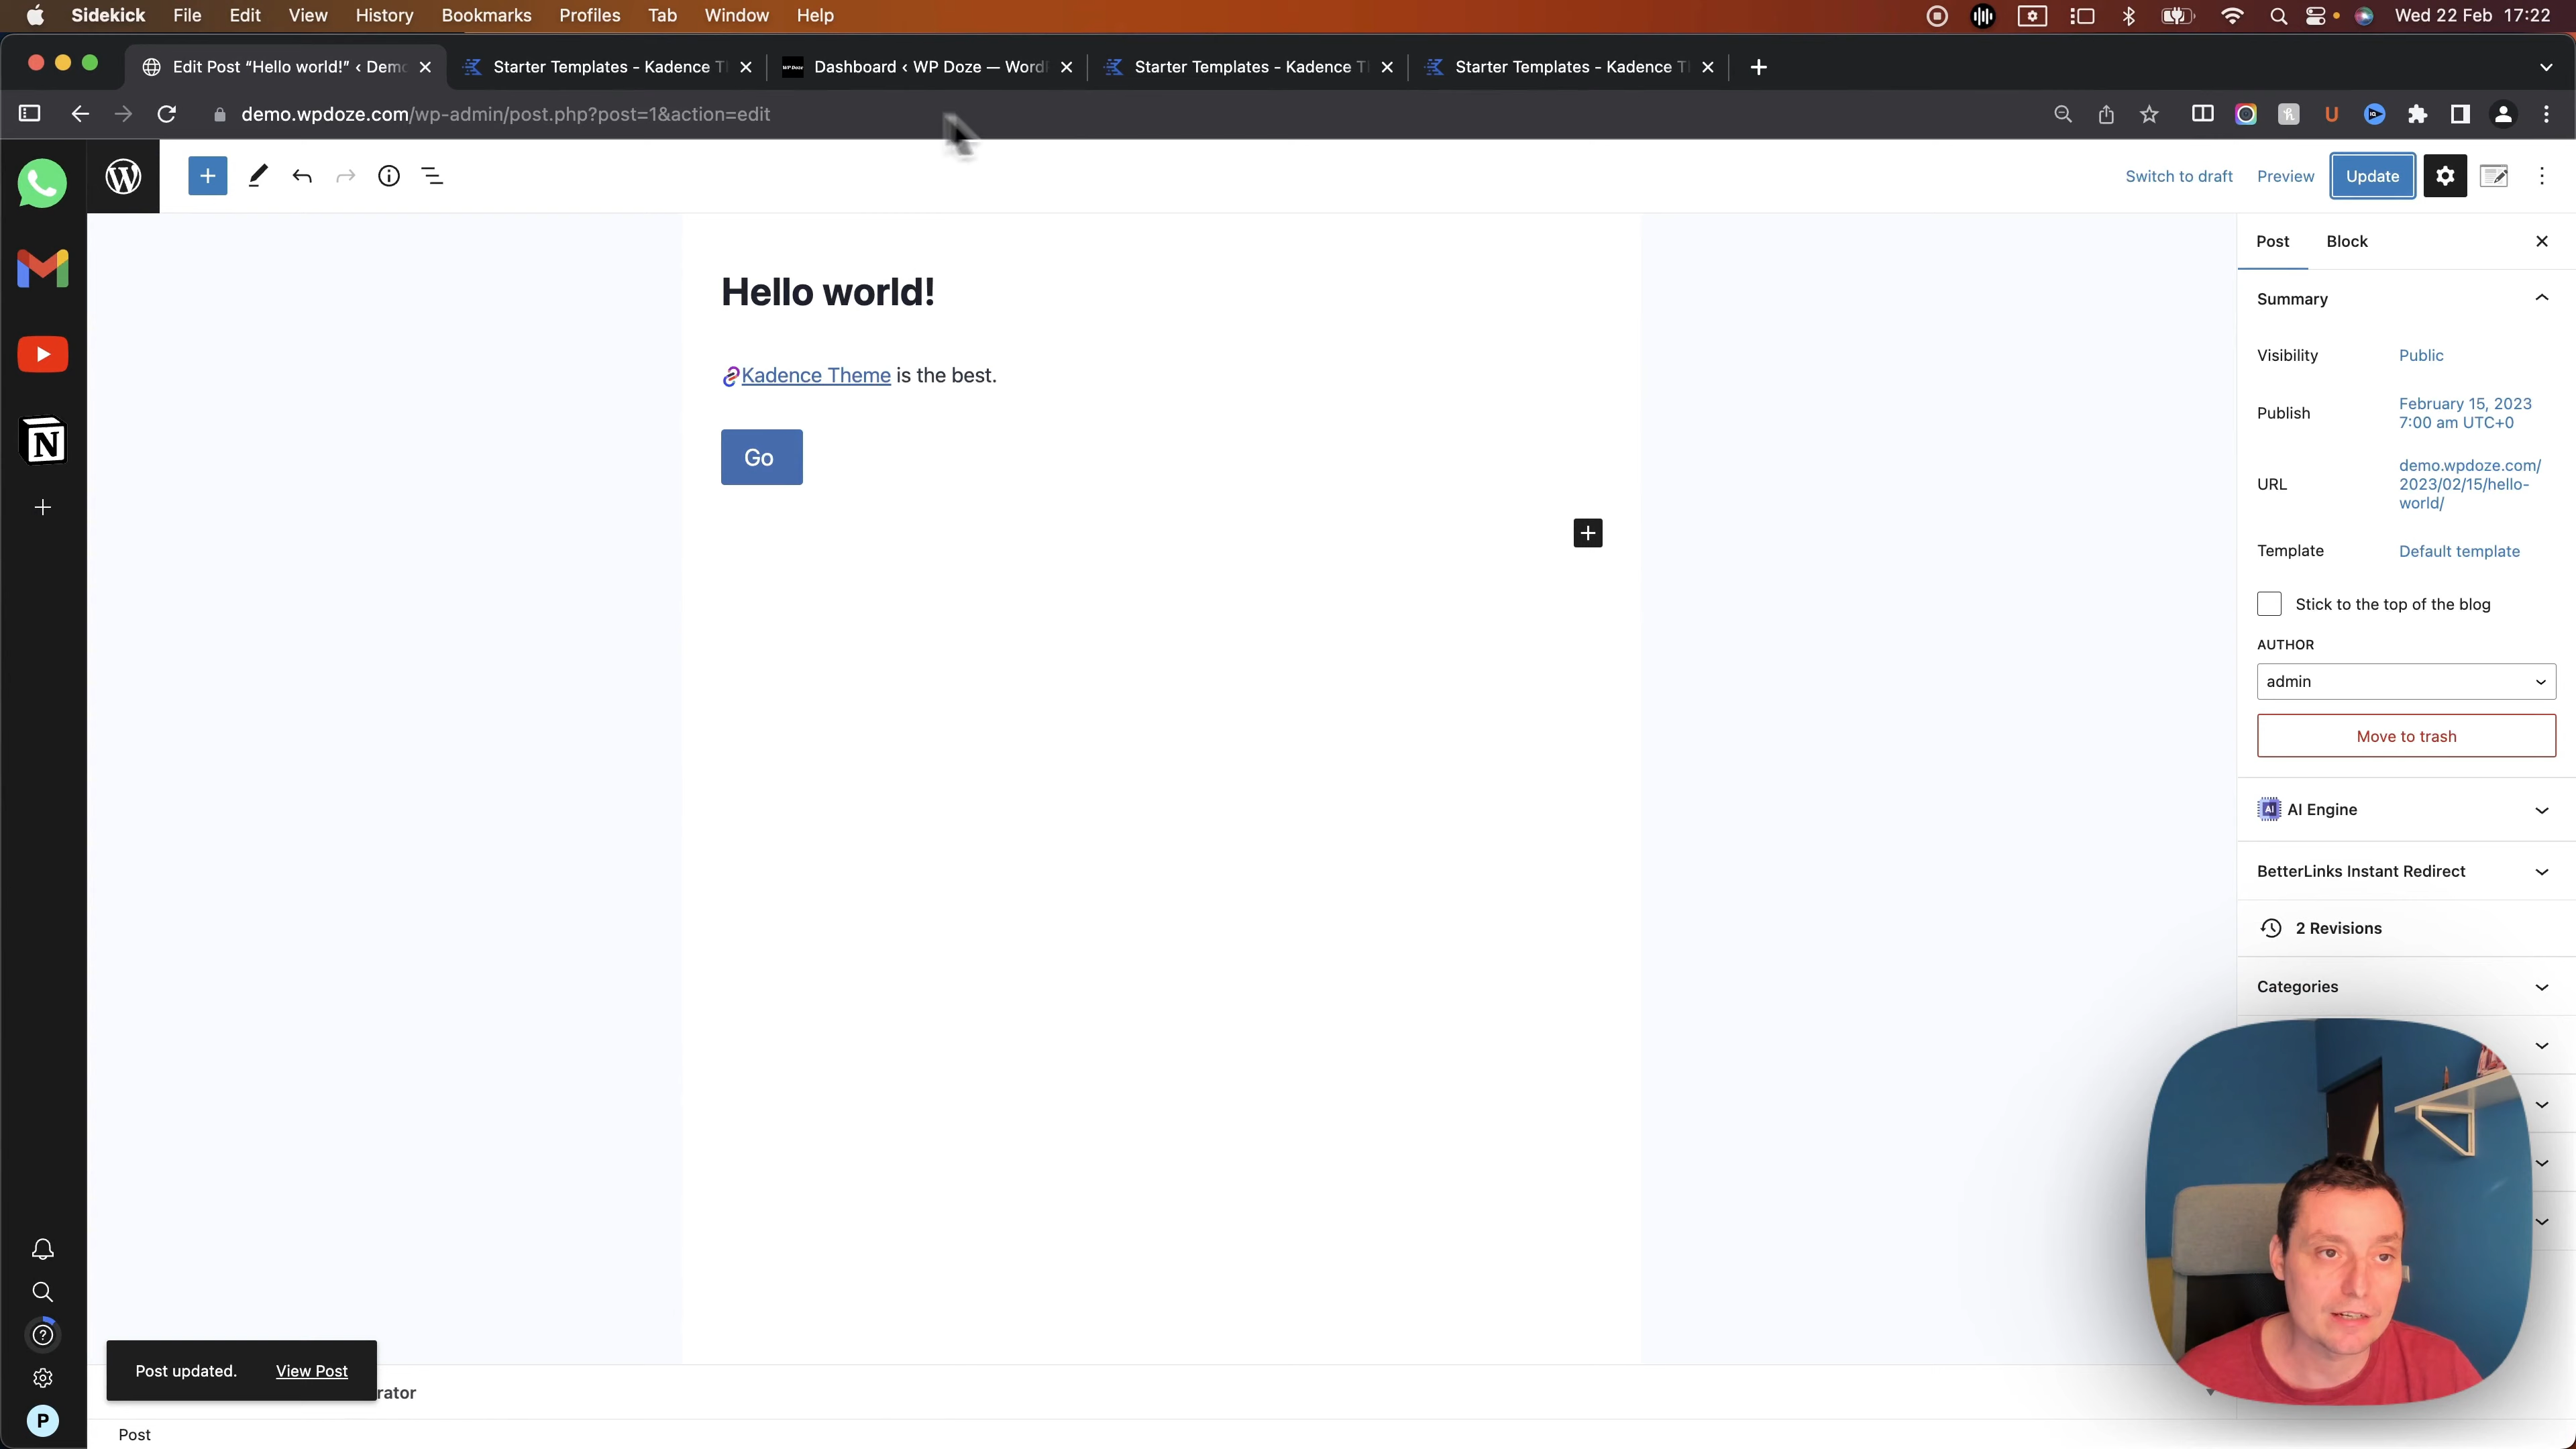 Sidekick File Edit View History Bookmarks Profiles Tab Window Help Wed 22 Feb 17:22
Edit Post “Hello world!” ‹ Demo Starter Templates - Kadence T Dashboard ‹ WP Doze — Word Starter Templates - Kadence T Starter Templates - Kadence T
demo.wpdoze.com/wp-admin/post.php?post=1&action=edit
Switch to draft Preview Update
Post Block
Hello world!
Kadence Theme is the best.
Go
Summary
Visibility Public
Publish February 15, 2023
7:00 am UTC+0
URL demo.wpdoze.com/
2023/02/15/hello-
world/
Template Default template
Stick to the top of the blog
AUTHOR
admin
Move to trash
AI Engine
BetterLinks Instant Redirect
2 Revisions
Categories
Post updated. View Post
rator
Post
P